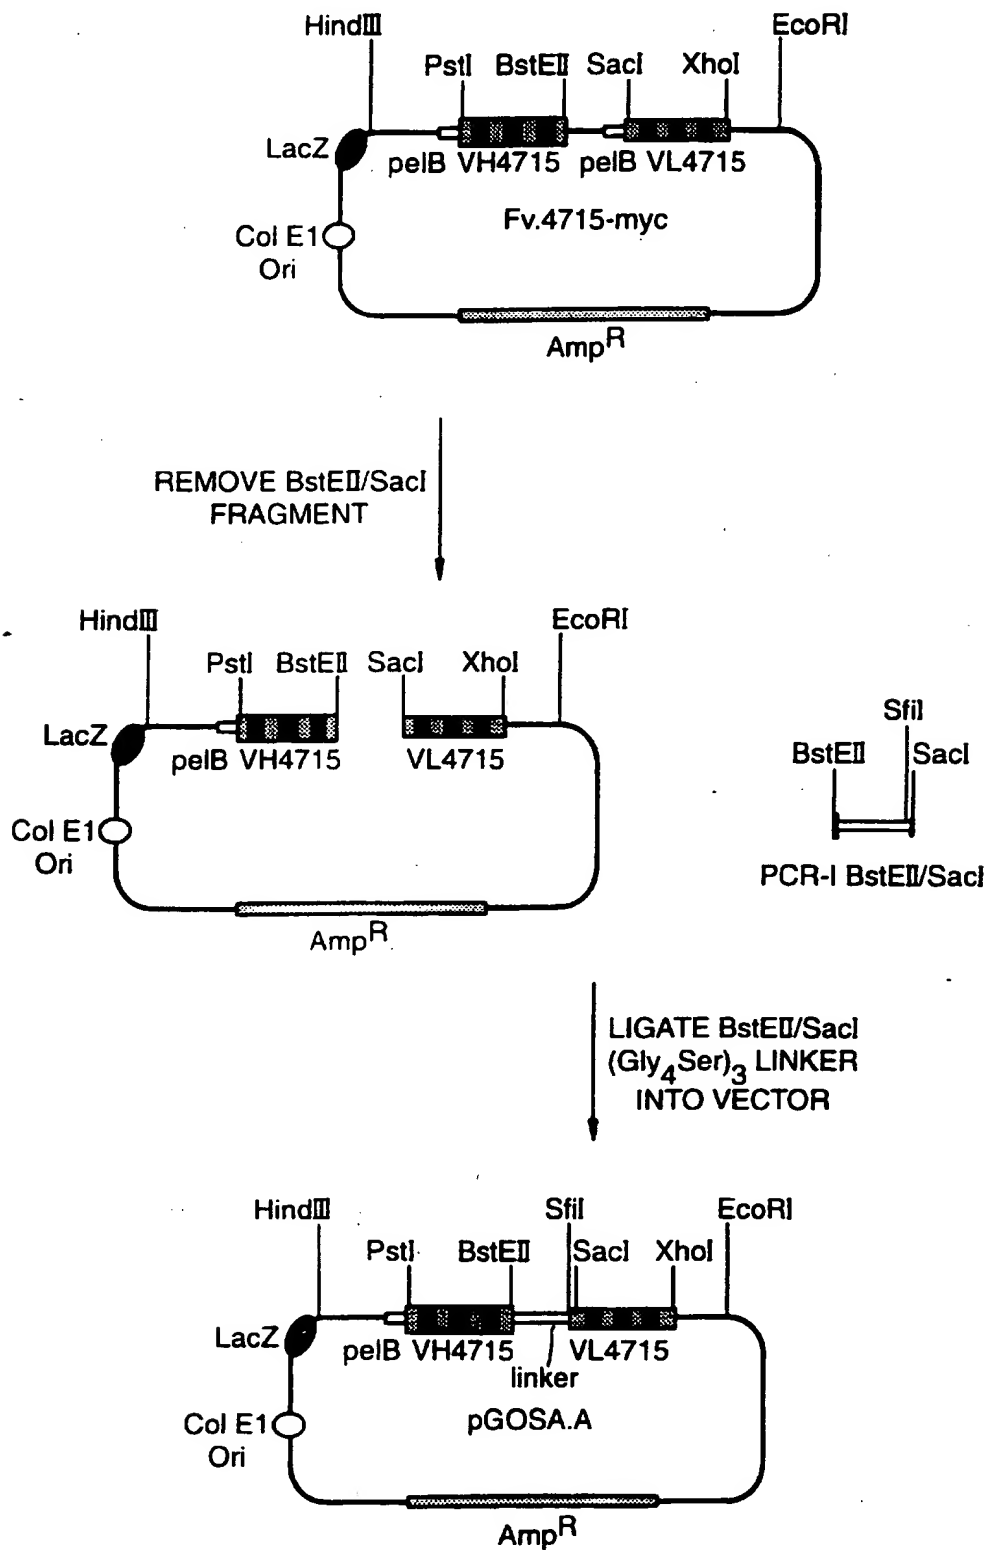 HindIII
EcoRI
PstI BstEII SacI XhoI
LacZ
pelB VH4715 pelB VL4715
Fv.4715-myc
Col E1
Ori
Amp^R
REMOVE BstEII/SacI
FRAGMENT
HindIII
EcoRI
PstI BstEII SacI XhoI
LacZ
pelB VH4715 VL4715
Col E1
Ori
Amp^R
SfiI
BstEII SacI
PCR-I BstEII/SacI
LIGATE BstEII/SacI
(Gly4Ser)3 LINKER
INTO VECTOR
HindIII
SfiI
EcoRI
PstI BstEII SacI XhoI
LacZ
pelB VH4715 VL4715
linker
pGOSA.A
Col E1
Ori
Amp^R